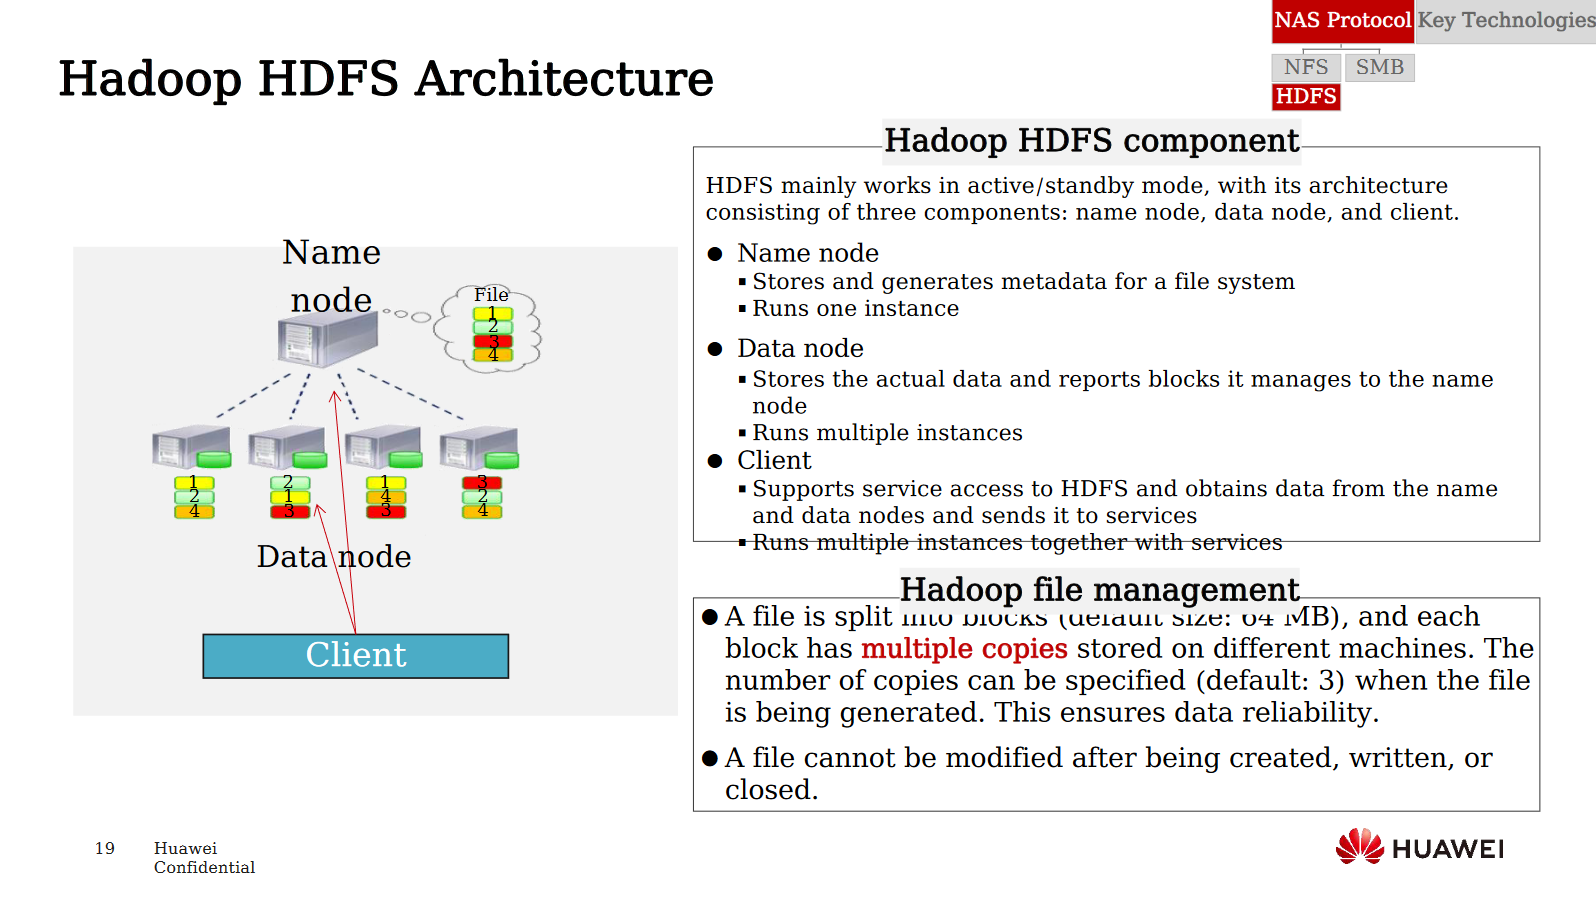 NAS Protocol Key Technologies
NFS SMB
HDFS
Hadoop HDFS Architecture
Name
node
File
1
2
3
4
1
2
4
2
1
3
1
4
3
3
2
4
Data node
Client
Hadoop HDFS component
HDFS mainly works in active/standby mode, with its architecture
consisting of three components: name node, data node, and client.
● Name node
▪ Stores and generates metadata for a file system
▪ Runs one instance
● Data node
▪ Stores the actual data and reports blocks it manages to the name
node
▪ Runs multiple instances
● Client
▪ Supports service access to HDFS and obtains data from the name
and data nodes and sends it to services
▪ Runs multiple instances together with services
Hadoop file management
● A file is split into blocks (default size: 64 MB), and each
block has multiple copies stored on different machines. The
number of copies can be specified (default: 3) when the file
is being generated. This ensures data reliability.
● A file cannot be modified after being created, written, or
closed.
19 Huawei
Confidential
HUAWEI